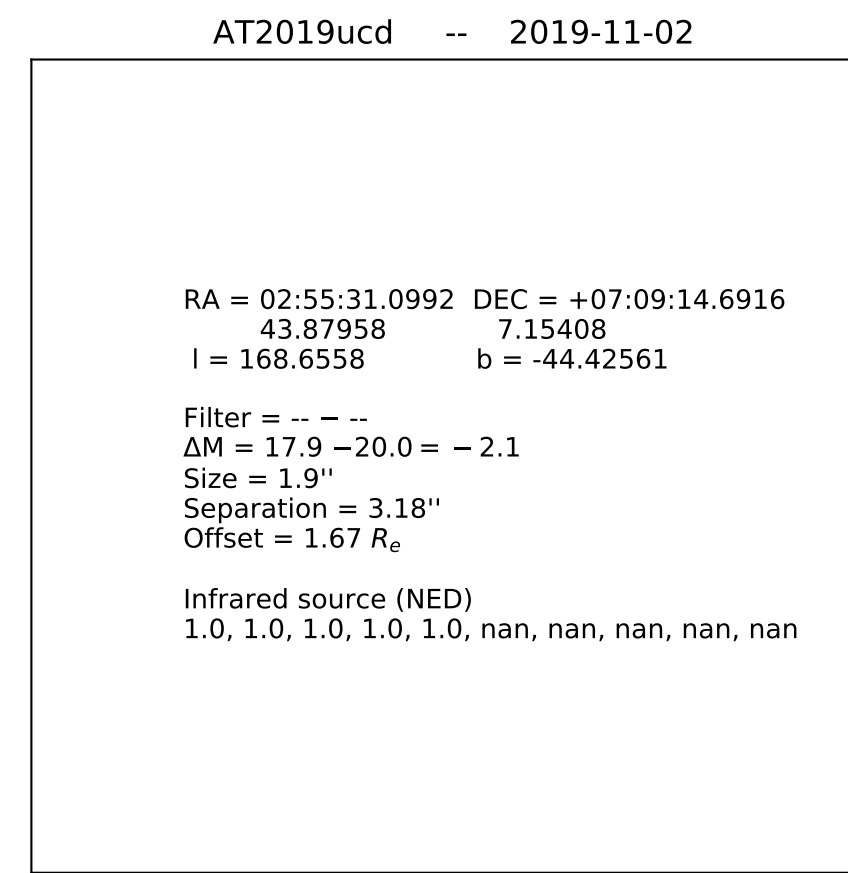 AT2019ucd -- 2019-11-02
RA = 02:55:31.0992 DEC = +07:09:14.6916
43.87958 7.15408
l = 168.6558 b = -44.42561
Filter = -- − --
ΔM = 17.9 −20.0 = − 2.1
Size = 1.9''
Separation = 3.18''
Offset = 1.67 Re
Infrared source (NED)
1.0, 1.0, 1.0, 1.0, 1.0, nan, nan, nan, nan, nan